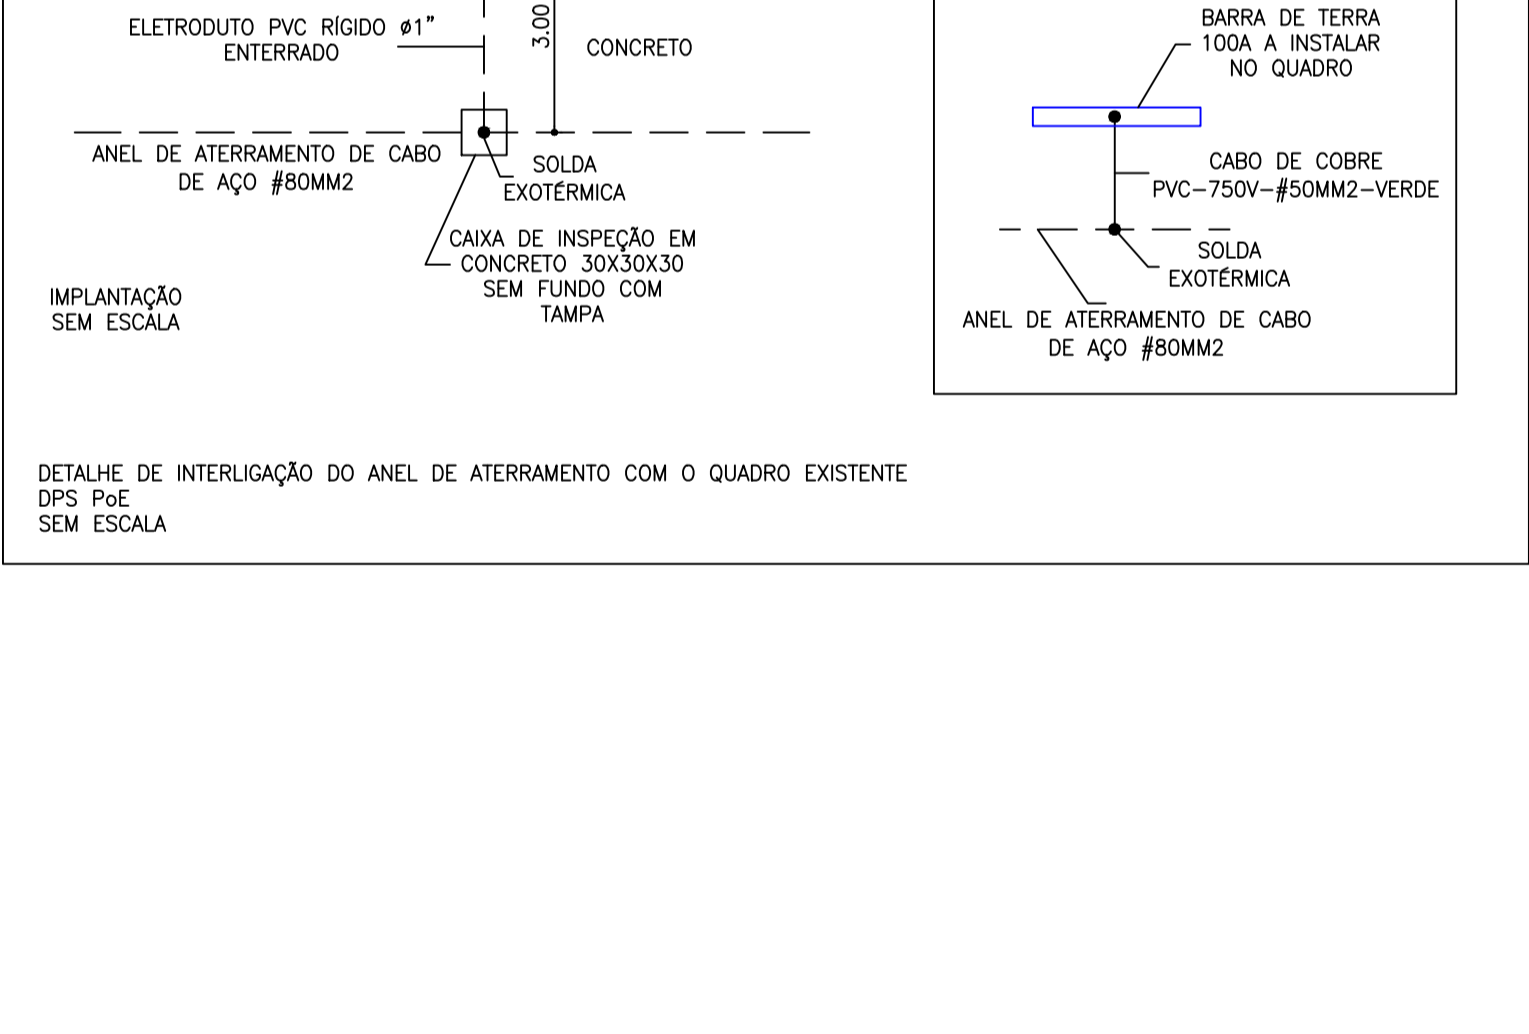 ELETRODUTO PVC RÍGIDO ø1”
ENTERRADO
3.00
CONCRETO
ANEL DE ATERRAMENTO DE CABO
DE AÇO #80MM2
SOLDA
EXOTÉRMICA
CAIXA DE INSPEÇÃO EM
CONCRETO 30X30X30
SEM FUNDO COM
TAMPA
IMPLANTAÇÃO
SEM ESCALA
BARRA DE TERRA
100A A INSTALAR
NO QUADRO
CABO DE COBRE
PVC-750V-#50MM2-VERDE
SOLDA
EXOTÉRMICA
ANEL DE ATERRAMENTO DE CABO
DE AÇO #80MM2
DETALHE DE INTERLIGAÇÃO DO ANEL DE ATERRAMENTO COM O QUADRO EXISTENTE
DPS PoE
SEM ESCALA